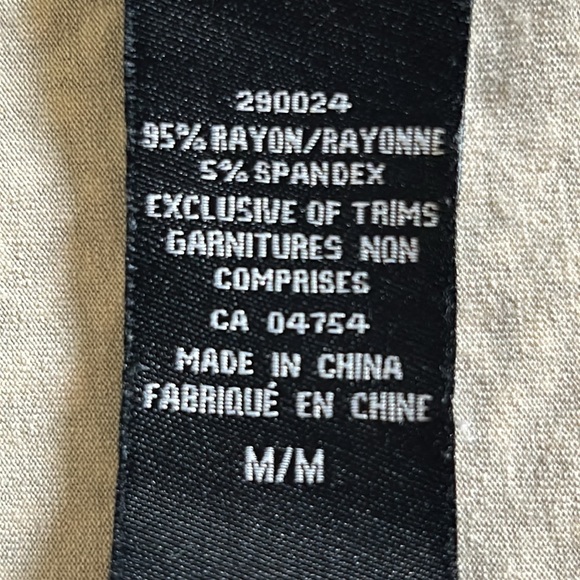 290024
95% RAYON/RAYONNE
5% SPANDEX
EXCLUSIVE OF TRIMS
GARNITURES NON
COMPRISES
CA 04754
MADE IN CHINA
FABRIQUÉ EN CHINE
M/M